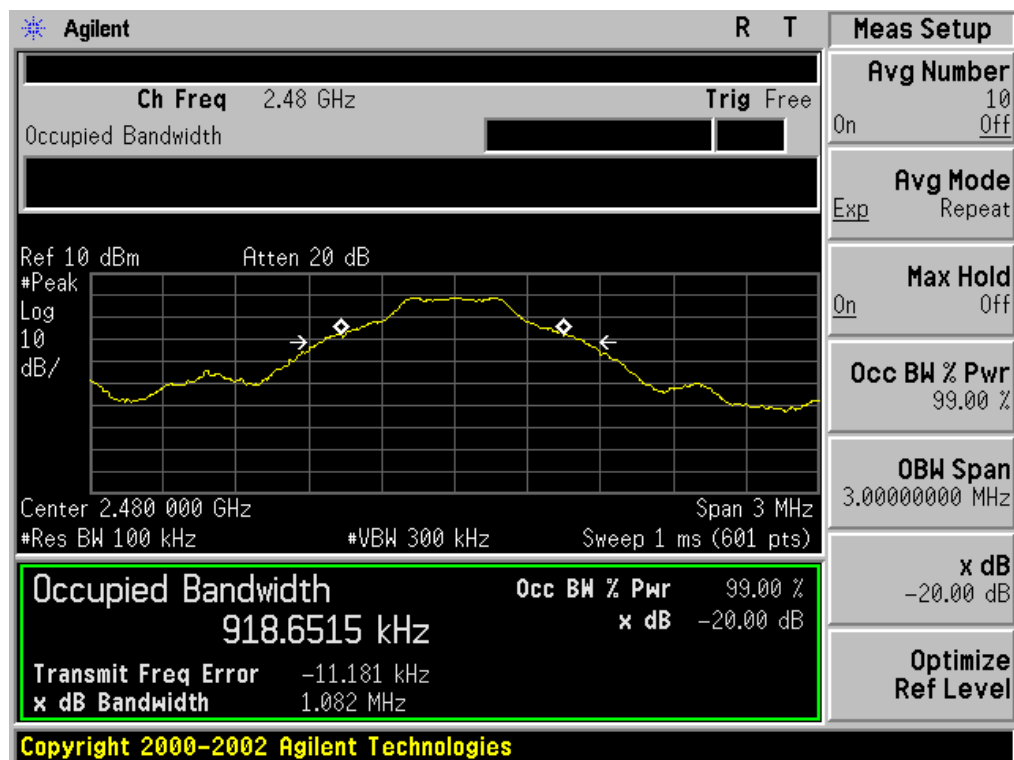 Agilent R T
Ch Freq 2.48 GHz Trig Free
Occupied Bandwidth
Ref 10 dBm Atten 20 dB
#Peak
Log
10
dB/
Center 2.480 000 GHz Span 3 MHz
#Res BW 100 kHz #VBW 300 kHz Sweep 1 ms (601 pts)
Occupied Bandwidth Occ BW % Pwr 99.00 %
918.6515 kHz x dB -20.00 dB
Transmit Freq Error -11.181 kHz
x dB Bandwidth 1.082 MHz
Copyright 2000-2002 Agilent Technologies
Meas Setup
Avg Number
10
On Off
Avg Mode
Exp Repeat
Max Hold
On Off
Occ BW % Pwr
99.00 %
OBW Span
3.00000000 MHz
x dB
-20.00 dB
Optimize
Ref Level